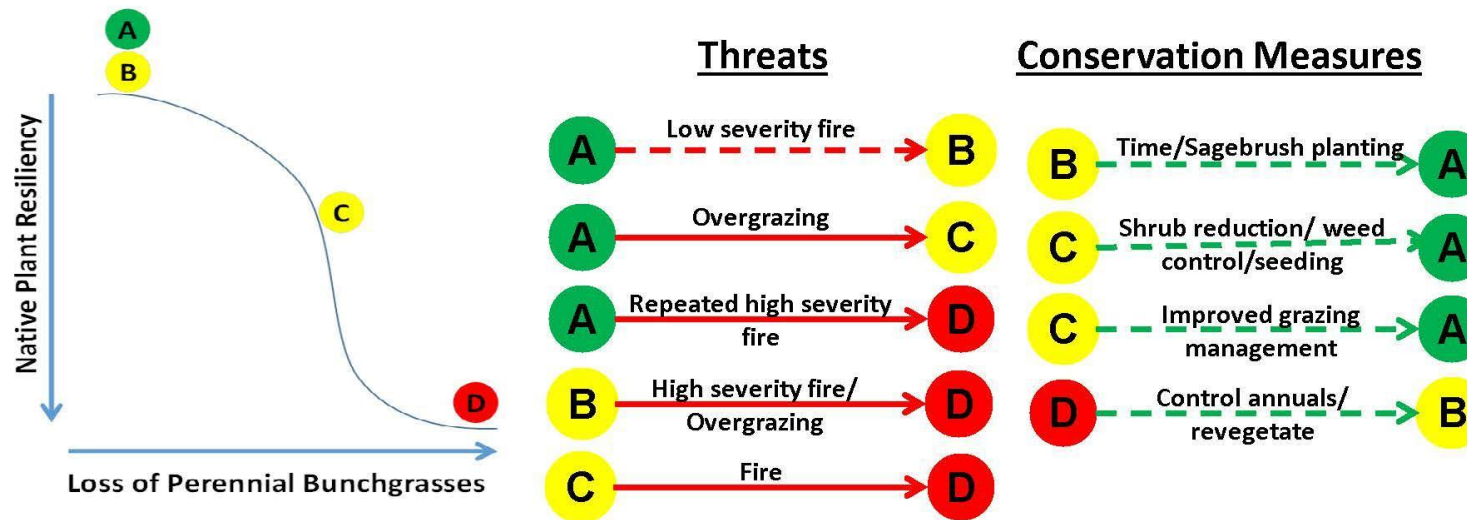 A
B
C
D
Native Plant Resiliency
Loss of Perennial Bunchgrasses
Threats
A
Low severity fire
B
A
Overgrazing
C
A
Repeated high severity
fire
D
B
High severity fire/
Overgrazing
D
C
Fire
D
Conservation Measures
B
Time/Sagebrush planting
A
C
Shrub reduction/ weed
control/seeding
A
C
Improved grazing
management
A
D
Control annuals/
revegetate
B